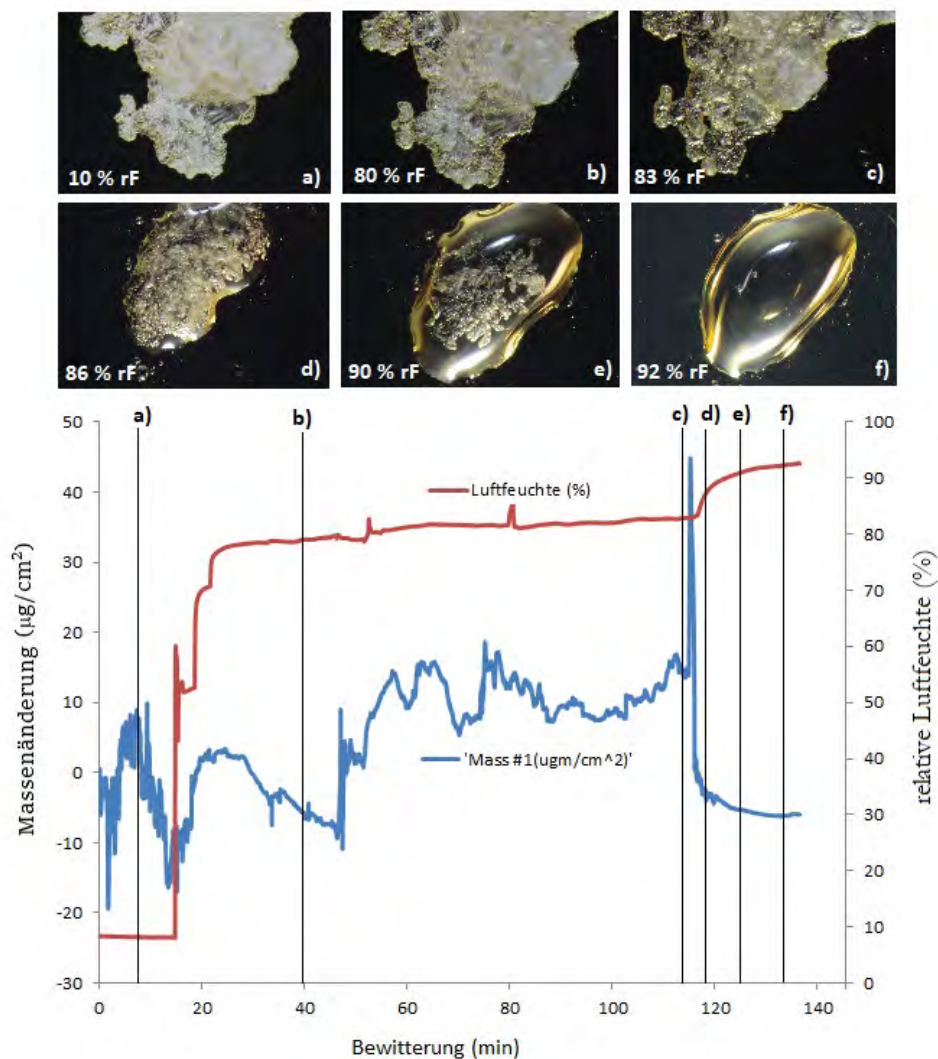 10 % rF
a)
80 % rF
b)
83 % rF
c)
86 % rF
d)
90 % rF
e)
92 % rF
f)
a)
b)
c)
d)
e)
f)
50
40
30
20
10
0
-10
-20
-30
Massenänderung (µg/cm²)
Luftfeuchte (%)
'Mass #1(ugm/cm^2)'
100
90
80
70
60
50
40
30
20
10
0
relative Luftfeuchte (%)
0
20
40
60
80
100
120
140
Bewitterung (min)